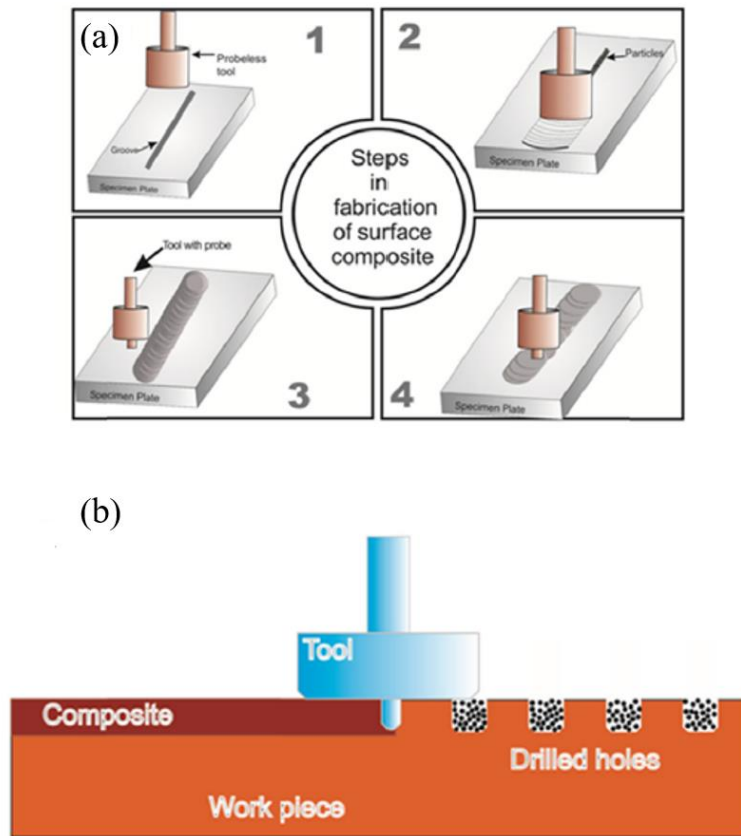 (a)
1
Probeless
tool
Groove
Specimen Plate
2
Particles
Specimen Plate
Steps
in
fabrication
of surface
composite
Tool with probe
Specimen Plate
3
4
Specimen Plate
(b)
Tool
Composite
Drilled holes
Work piece